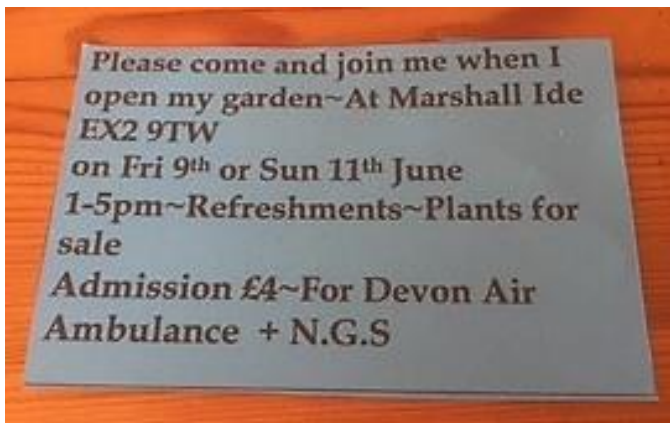 Please come and join me when I
open my garden~At Marshall Ide
EX2 9TW
on Fri 9th or Sun 11th June
1-5pm~Refreshments~Plants for
sale
Admission £4~For Devon Air
Ambulance + N.G.S